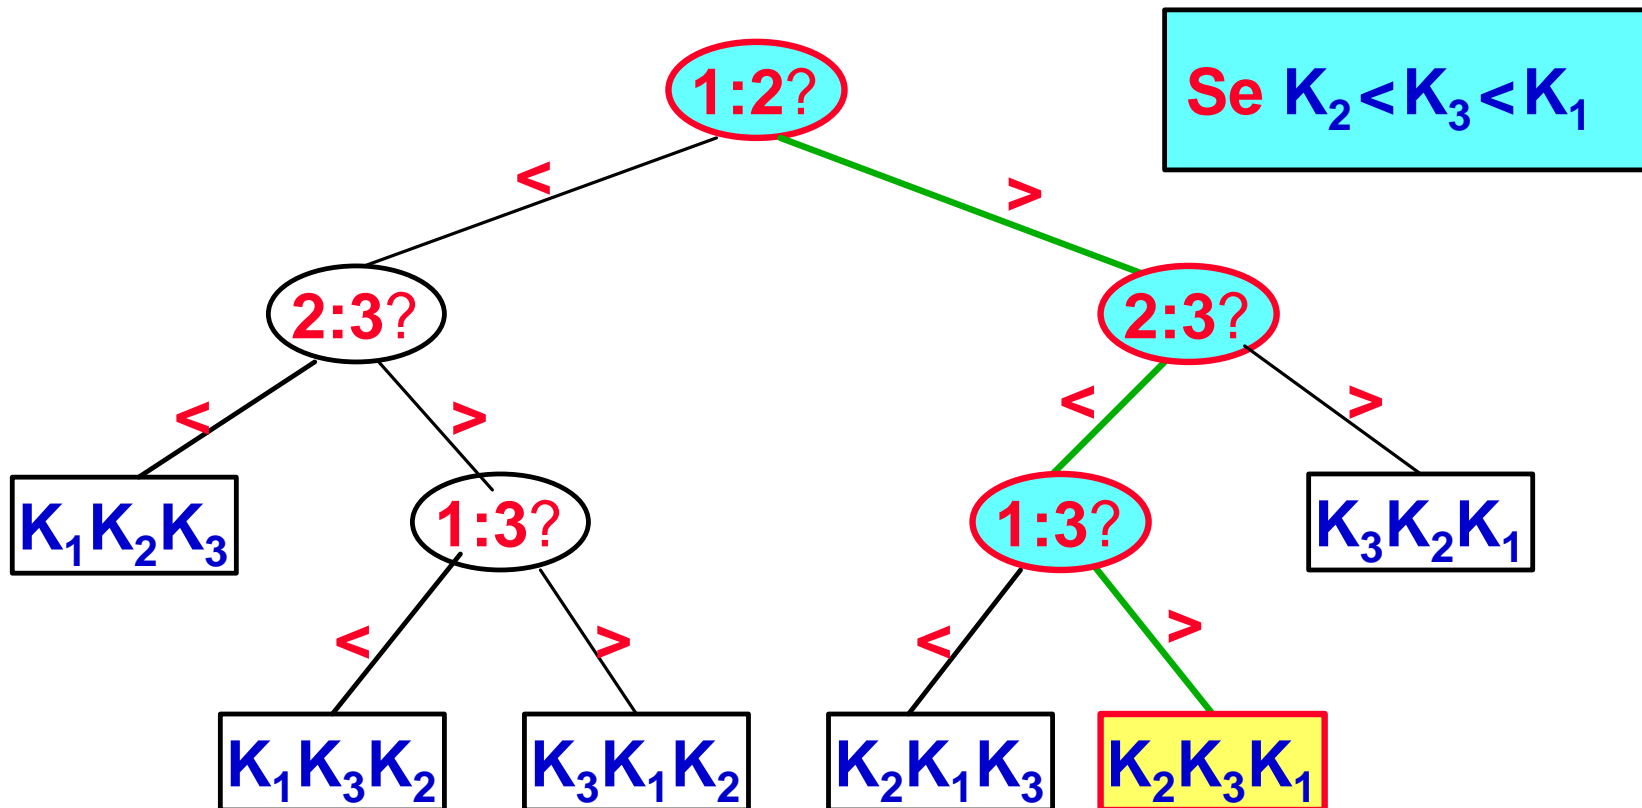 1:2?
Se K₂<K₃<K₁
<
>
2:3?
2:3?
<
>
<
>
K₁K₂K₃
1:3?
1:3?
K₃K₂K₁
<
>
<
>
K₁K₃K₂
K₃K₁K₂
K₂K₁K₃
K₂K₃K₁